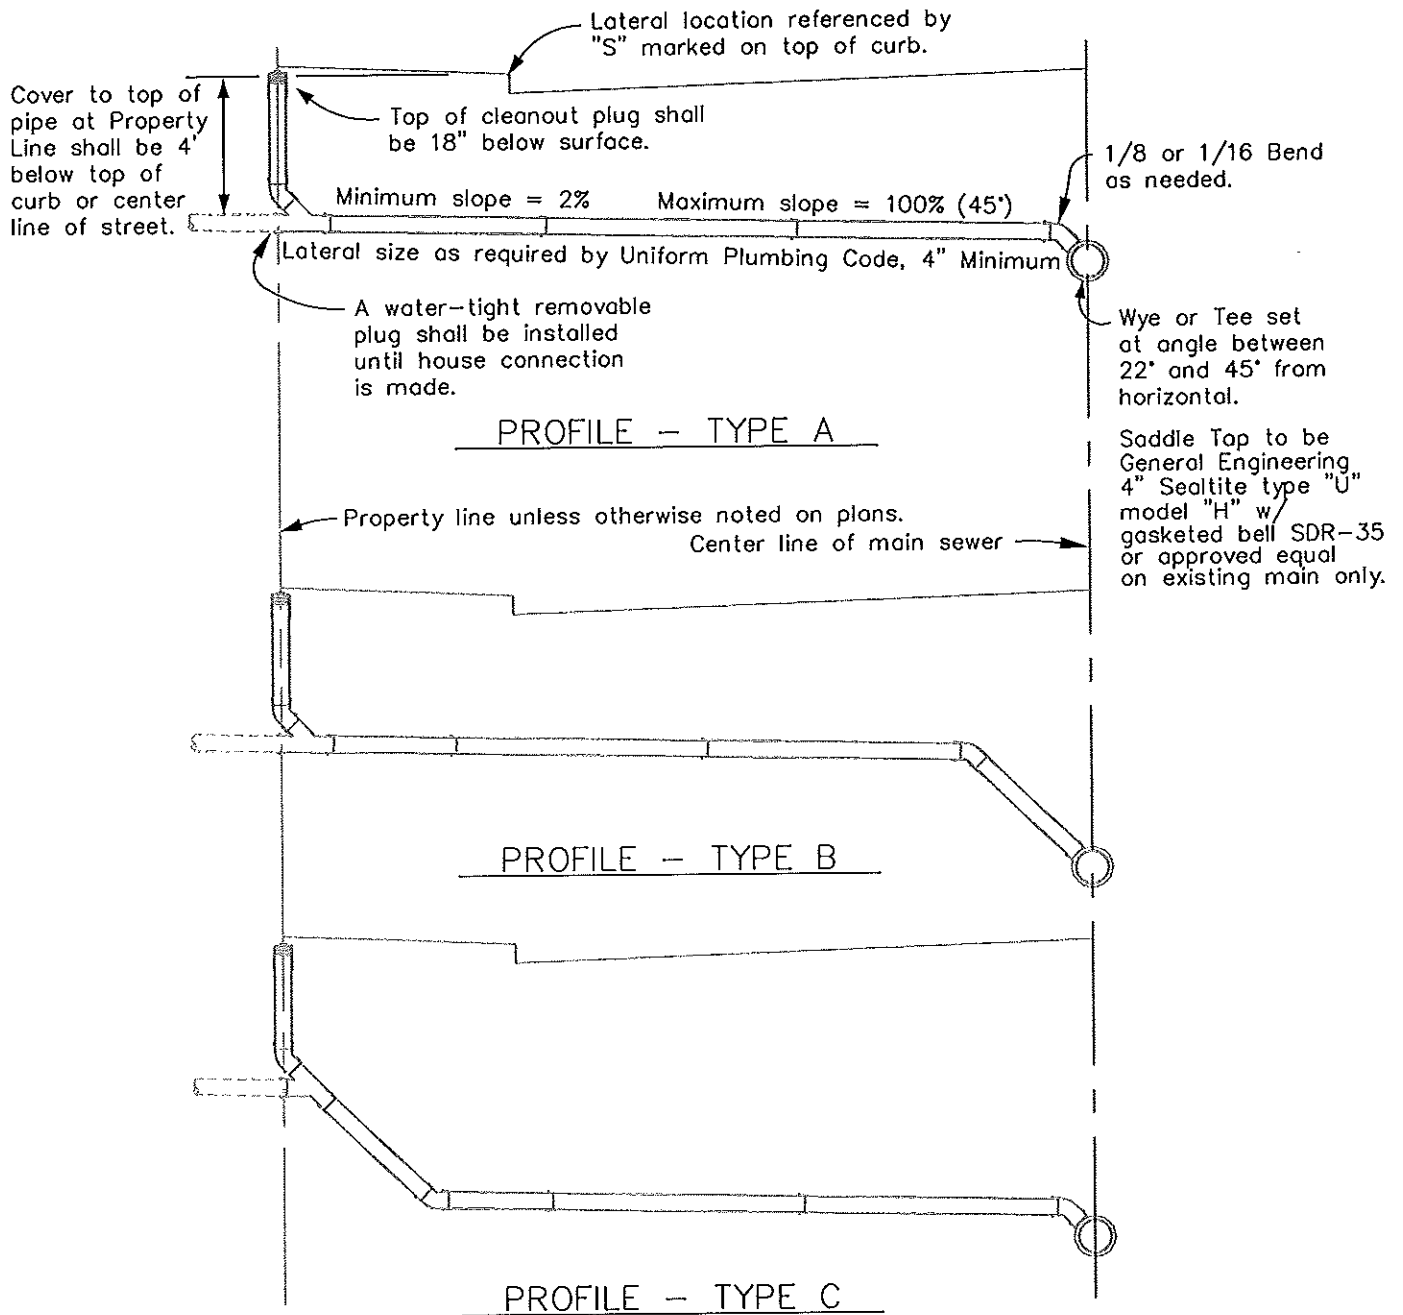 Lateral location referenced by
"S" marked on top of curb.
Cover to top of
pipe at Property
Line shall be 4'
below top of
curb or center
line of street.
Top of cleanout plug shall
be 18" below surface.
1/8 or 1/16 Bend
as needed.
Minimum slope = 2%
Maximum slope = 100% (45°)
Lateral size as required by Uniform Plumbing Code, 4" Minimum
A water-tight removable
plug shall be installed
until house connection
is made.
Wye or Tee set
at angle between
22° and 45° from
horizontal.
PROFILE - TYPE A
Saddle Tap to be
General Engineering
4" Sealtite type "U"
model "H" w/
gasketed bell SDR-35
or approved equal
on existing main only.
Property line unless otherwise noted on plans.
Center line of main sewer
PROFILE - TYPE B
PROFILE - TYPE C